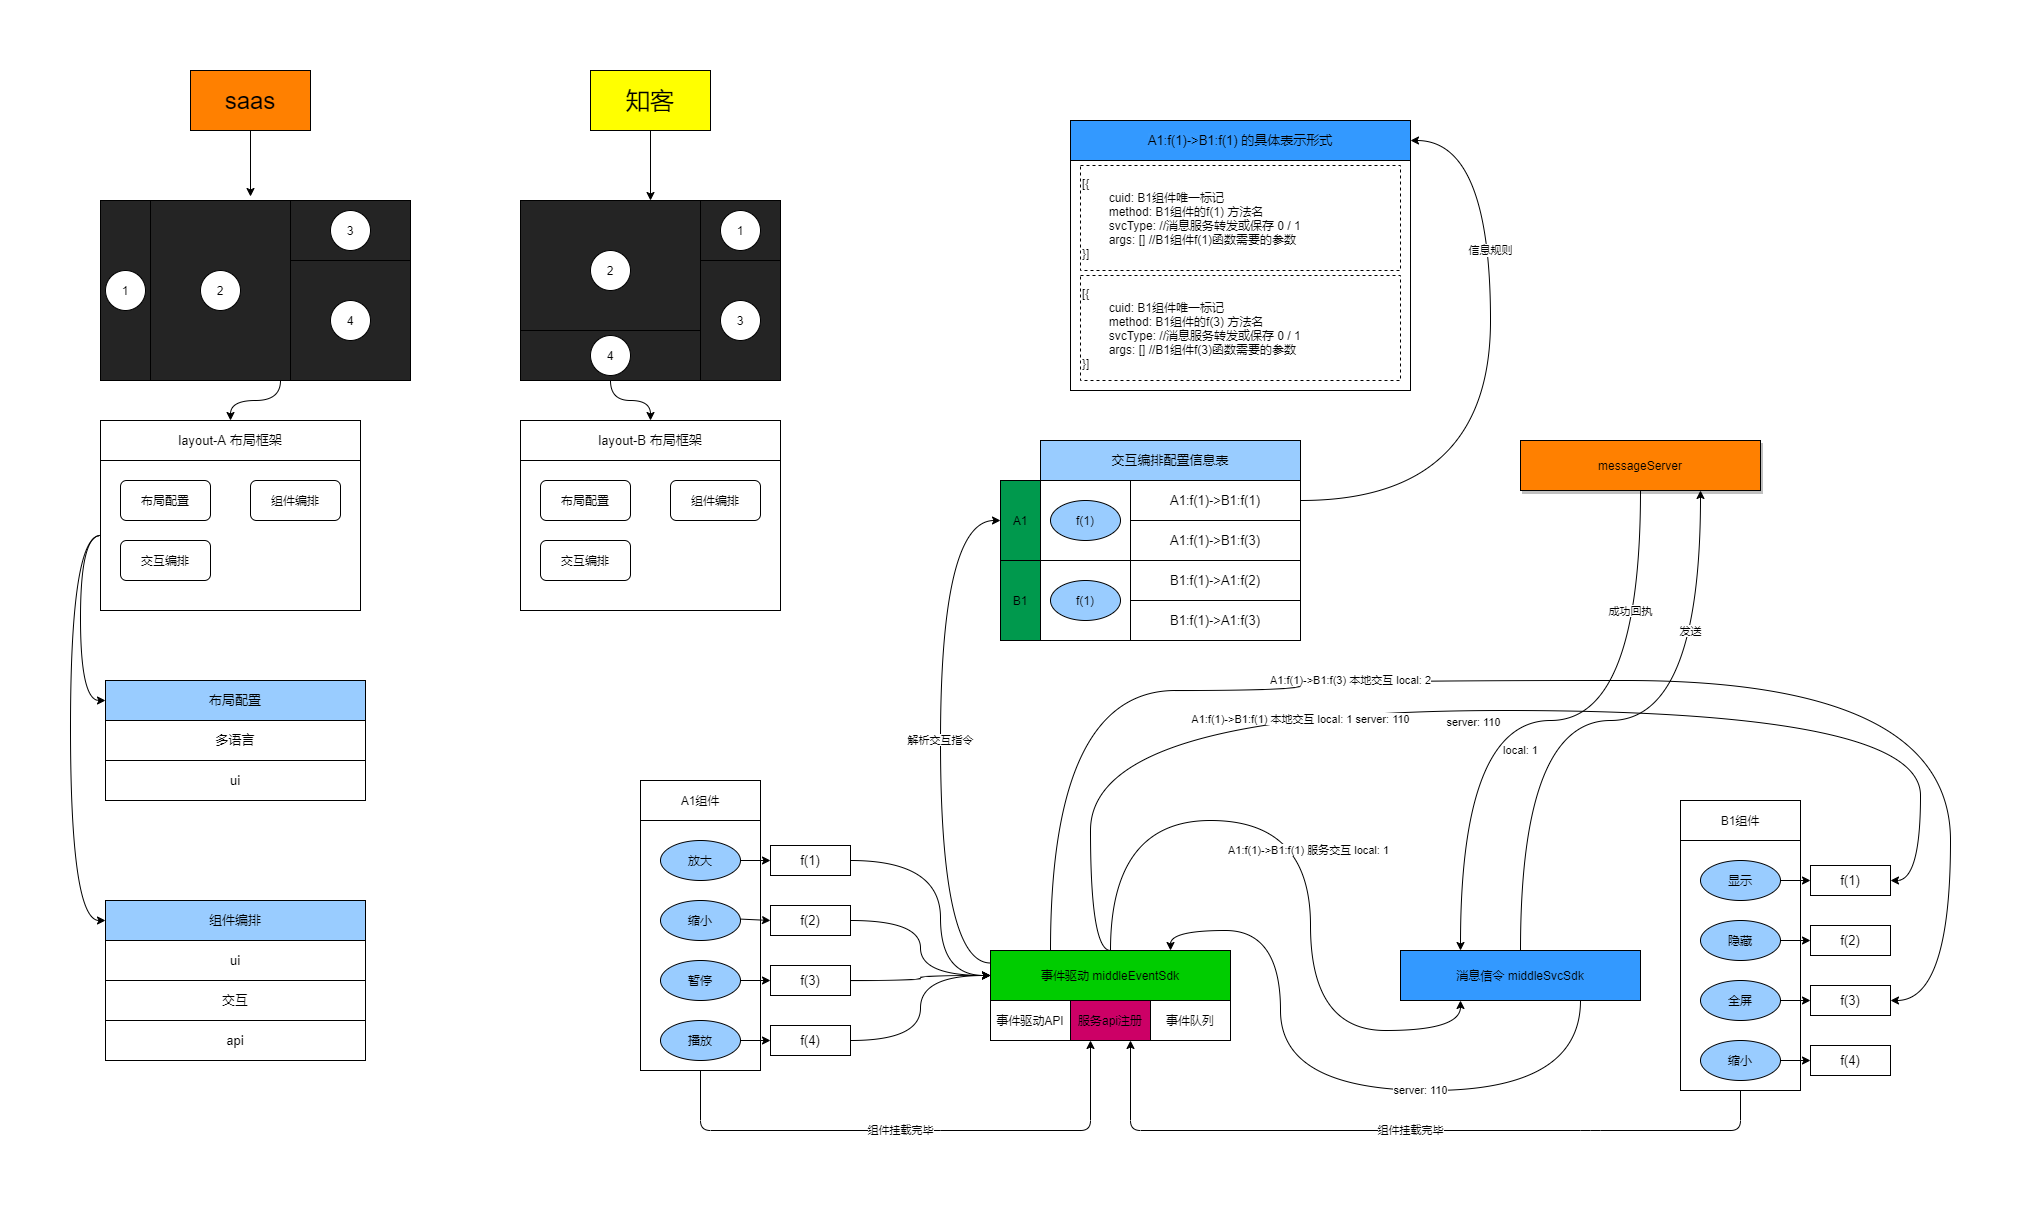 saas
知客
1
2
3
4
1
2
3
4
layout-A 布局框架
布局配置
组件编排
交互编排
layout-B 布局框架
布局配置
组件编排
交互编排
布局配置
多语言
ui
组件编排
ui
交互
api
A1:f(1)->B1:f(1) 的具体表示形式
[{
cuid: B1组件唯一标记
method: B1组件的f(1) 方法名
svcType: //消息服务转发或保存 0 / 1
args: [] //B1组件f(1)函数需要的参数
}]
[{
cuid: B1组件唯一标记
method: B1组件的f(3) 方法名
svcType: //消息服务转发或保存 0 / 1
args: [] //B1组件f(3)函数需要的参数
}]
信息规则
交互编排配置信息表
A1
f(1)
A1:f(1)->B1:f(1)
A1:f(1)->B1:f(3)
B1
f(1)
B1:f(1)->A1:f(2)
B1:f(1)->A1:f(3)
messageServer
成功回执
发送
A1:f(1)->B1:f(3) 本地交互 local: 2
A1:f(1)->B1:f(1) 本地交互 local: 1 server: 110
server: 110
local: 1
解析交互指令
A1:f(1)->B1:f(1) 服务交互 local: 1
A1组件
放大
f(1)
缩小
f(2)
暂停
f(3)
播放
f(4)
事件驱动 middleEventSdk
事件驱动API
服务api注册
事件队列
消息信令 middleSvcSdk
server: 110
B1组件
显示
f(1)
隐藏
f(2)
全屏
f(3)
缩小
f(4)
组件挂载完毕
组件挂载完毕